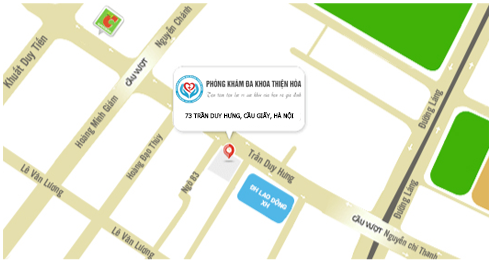 Khuất Duy Tiến
Nguyễn Chánh
CẦU VƯỢT
Hoàng Minh Giám
PHÒNG KHÁM ĐA KHOA THIỆN HÒA
73 TRẦN DUY HƯNG, CẦU GIẤY, HÀ NỘI
Đường Láng
Hoàng Đạo Thúy
Lê Văn Lương
Ngõ 83
Trần Duy Hưng
ĐH LAO ĐỘNG
XH
Đường Láng
CẦU VƯỢT
Nguyễn chí Thanh
Lê Văn Lương